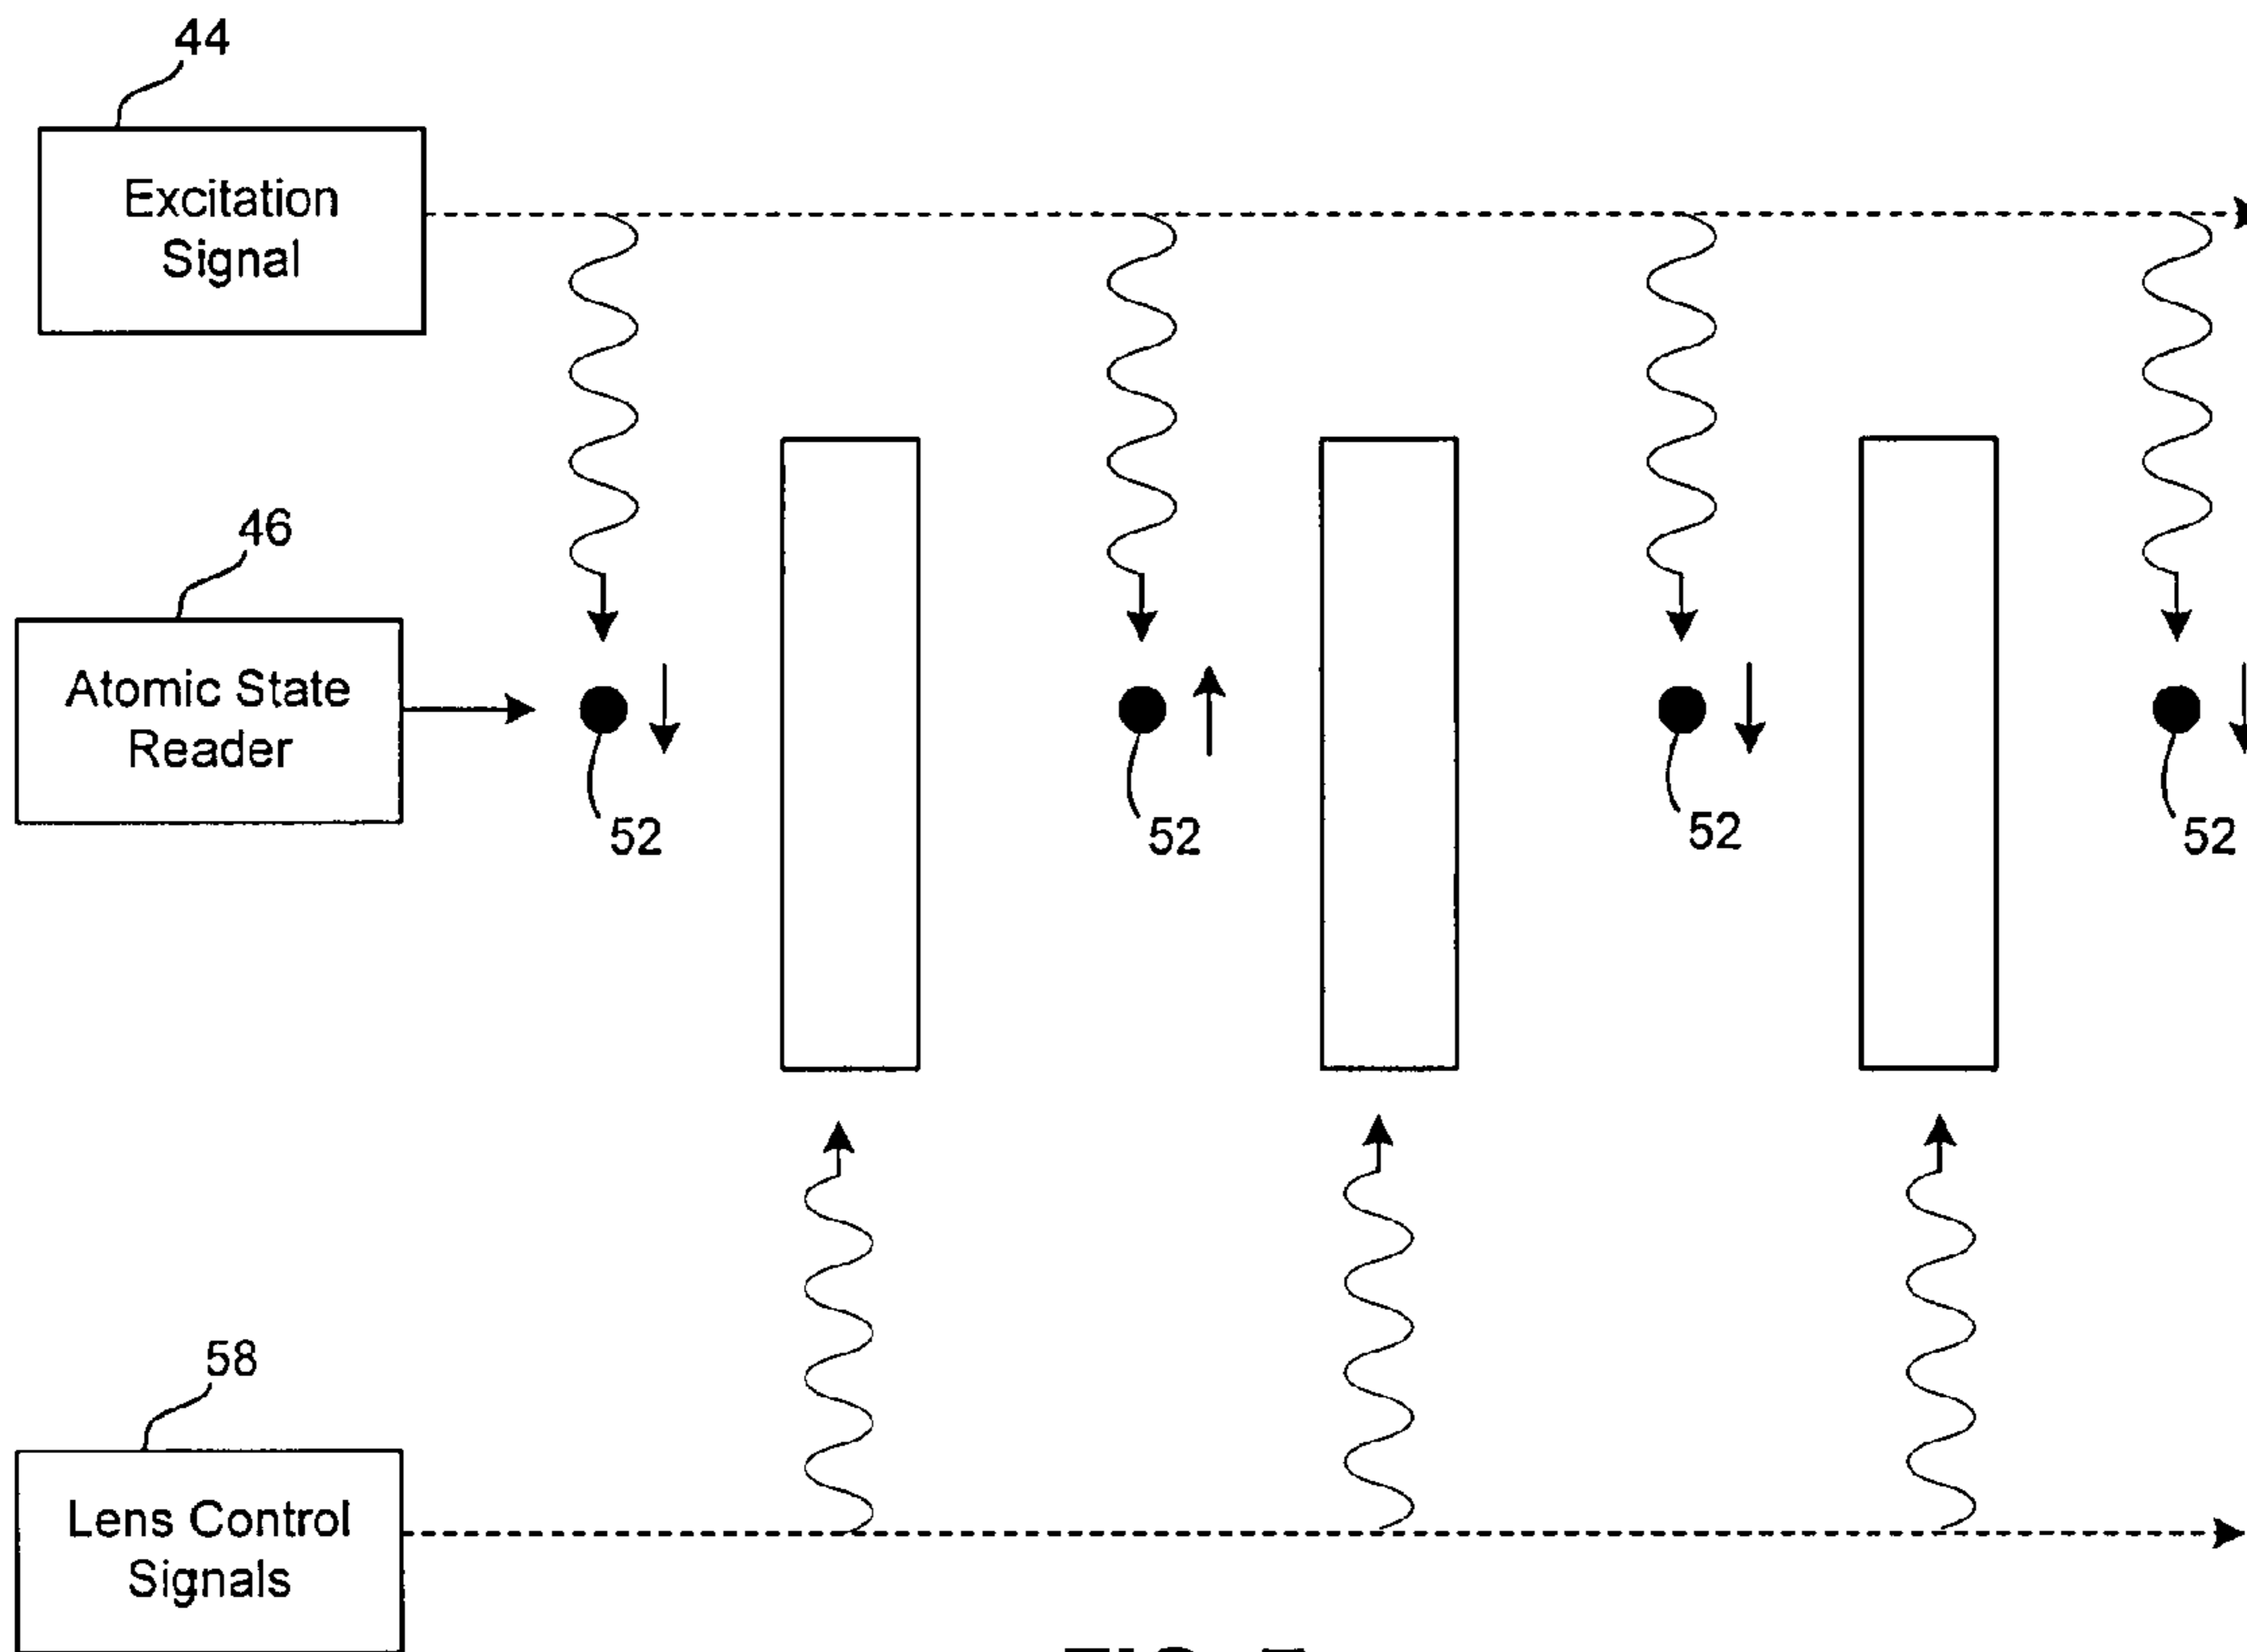 44
Excitation
Signal
46
Atomic State
Reader
52
52
52
52
58
Lens Control
Signals